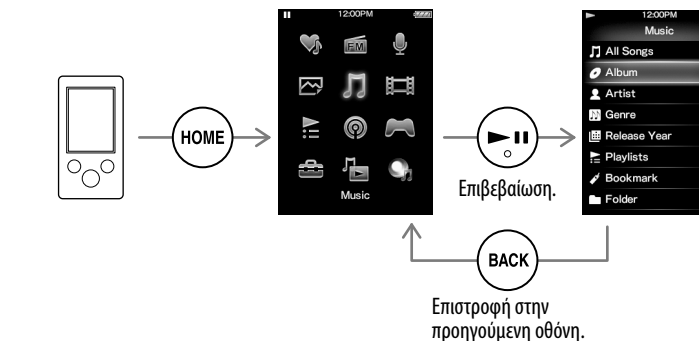 HOME
12:00PM
FM
Music
Επιβεβαίωση.
12:00PM
Music
All Songs
Album
Artist
Genre
Release Year
Playlists
Bookmark
Folder
BACK
Επιστροφή στην
προηγούμενη οθόνη.